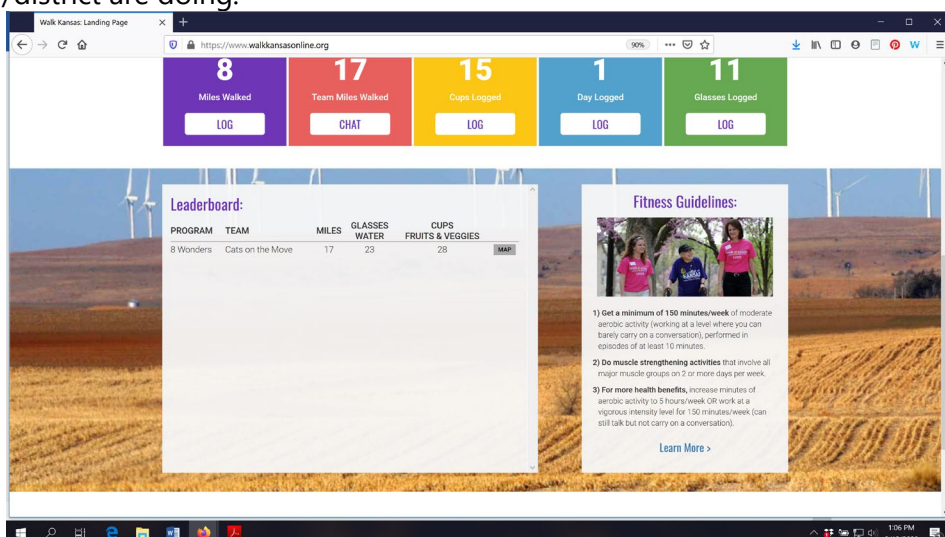 /district are doing.
Walk Kansas: Landing Page
https://www.walkkansasonline.org
90%
8
Miles Walked
LOG
17
Team Miles Walked
CHAT
15
Cups Logged
LOG
1
Day Logged
LOG
11
Glasses Logged
LOG
Leaderboard:
PROGRAM TEAM MILES GLASSES WATER CUPS FRUITS & VEGGIES
8 Wonders Cats on the Move 17 23 28 MAP
Fitness Guidelines:
1) Get a minimum of 150 minutes/week of moderate
aerobic activity (working at a level where you can
barely carry on a conversation), performed in
episodes of at least 10 minutes.
2) Do muscle strengthening activities that involve all
major muscle groups on 2 or more days per week.
3) For more health benefits, increase minutes of
aerobic activity to 5 hours/week OR work at a
vigorous intensity level for 150 minutes/week (can
still talk but not carry on a conversation).
Learn More >
1:06 PM